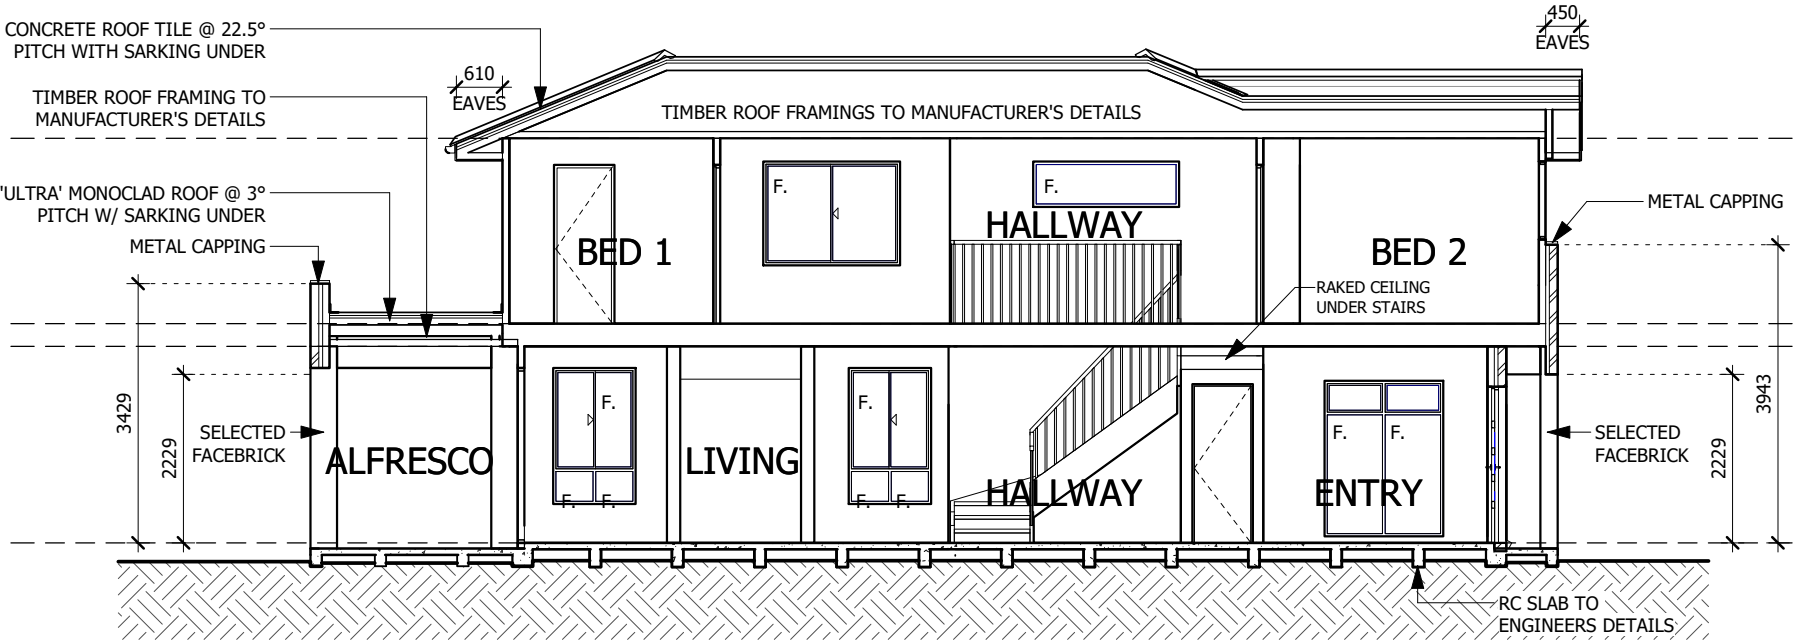 CONCRETE ROOF TILE @ 22.5°
PITCH WITH SARKING UNDER
610
EAVES
450
EAVES
TIMBER ROOF FRAMING TO
MANUFACTURER'S DETAILS
TIMBER ROOF FRAMINGS TO MANUFACTURER'S DETAILS
'ULTRA' MONOCLAD ROOF @ 3°
PITCH W/ SARKING UNDER
METAL CAPPING
METAL CAPPING
F.
F.
BED 1
HALLWAY
BED 2
RAKED CEILING
UNDER STAIRS
3429
2229
SELECTED
FACEBRICK
ALFRESCO
F.
F.
F.
LIVING
F.
F.
F.
HALLWAY
F.
F.
ENTRY
SELECTED
FACEBRICK
2229
3943
RC SLAB TO
ENGINEERS DETAILS